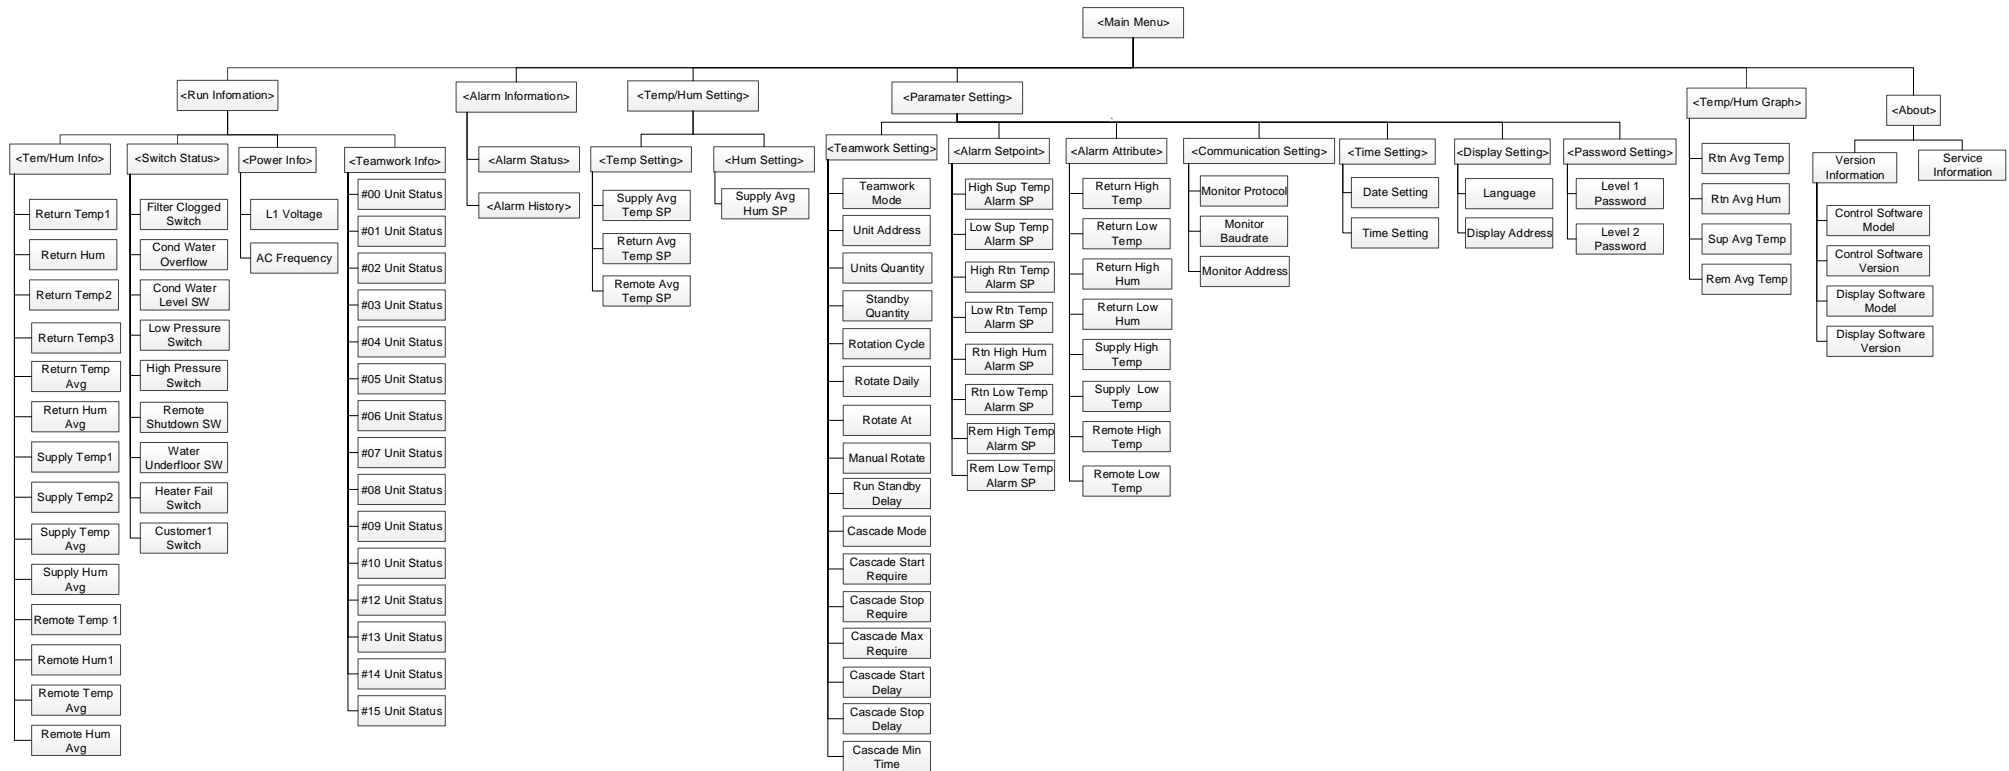 <Main Menu>
<Run Infomation>
<Alarm Information>
<Temp/Hum Setting>
<Paramater Setting>
<Temp/Hum Graph>
<About>
<Tem/Hum Info>
Return Temp1
Return Hum
Return Temp2
Return Temp3
Return Temp
Avg
Return Hum
Avg
Supply Temp1
Supply Temp2
Supply Temp
Avg
Supply Hum
Avg
Remote Temp 1
Remote Hum1
Remote Temp
Avg
Remote Hum
Avg
<Switch Status>
Filter Clogged
Switch
Cond Water
Overflow
Cond Water
Level SW
Low Pressure
Switch
High Pressure
Switch
Remote
Shutdown SW
Water
Underfloor SW
Heater Fail
Switch
Customer1
Switch
<Power Info>
L1 Voltage
AC Frequency
<Teamwork Info>
#00 Unit Status
#01 Unit Status
#02 Unit Status
#03 Unit Status
#04 Unit Status
#05 Unit Status
#06 Unit Status
#07 Unit Status
#08 Unit Status
#09 Unit Status
#10 Unit Status
#12 Unit Status
#13 Unit Status
#14 Unit Status
#15 Unit Status
<Alarm Status>
<Alarm History>
<Temp Setting>
Supply Avg
Temp SP
Return Avg
Temp SP
Remote Avg
Temp SP
<Hum Setting>
Supply Avg
Hum SP
<Teamwork Setting>
Teamwork
Mode
Unit Address
Units Quantity
Standby
Quantity
Rotation Cycle
Rotate Daily
Rotate At
Manual Rotate
Run Standby
Delay
Cascade Mode
Cascade Start
Require
Cascade Stop
Require
Cascade Max
Require
Cascade Start
Delay
Cascade Stop
Delay
Cascade Min
Time
<Alarm Setpoint>
High Sup Temp
Alarm SP
Low Sup Temp
Alarm SP
High Rtn Temp
Alarm SP
Low Rtn Temp
Alarm SP
Rtn High Hum
Alarm SP
Rtn Low Temp
Alarm SP
Rem High Temp
Alarm SP
Rem Low Temp
Alarm SP
<Alarm Attribute>
Return High
Temp
Return Low
Temp
Return High
Hum
Return Low
Hum
Supply High
Temp
Supply Low
Temp
Remote High
Temp
Remote Low
Temp
<Communication Setting>
Monitor Protocol
Monitor
Baudrate
Monitor Address
<Time Setting>
Date Setting
Time Setting
<Display Setting>
Language
Display Address
<Password Setting>
Level 1
Password
Level 2
Password
Rtn Avg Temp
Rtn Avg Hum
Sup Avg Temp
Rem Avg Temp
Version
Information
Control Software
Model
Control Software
Version
Display Software
Model
Display Software
Version
Service
Information